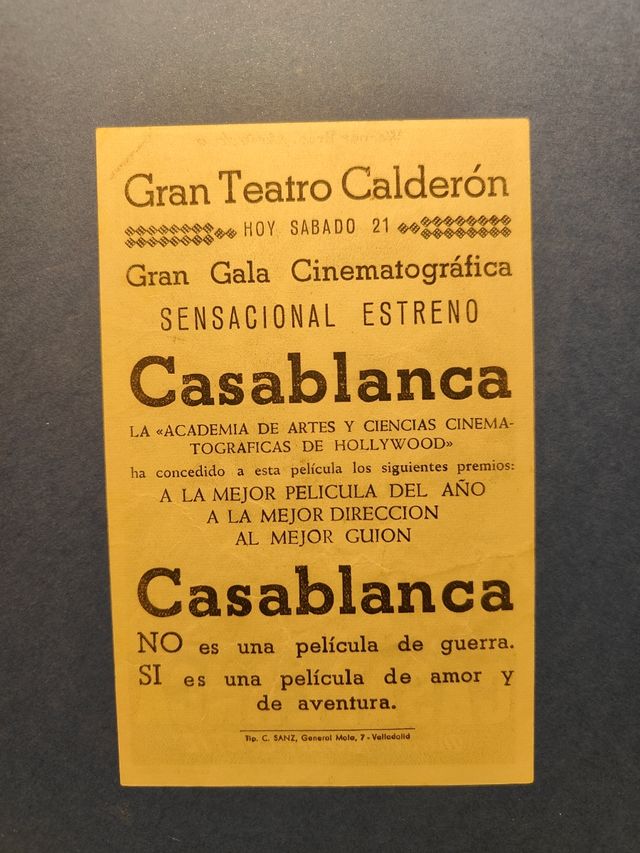 Gran Teatro Calderón
HOY SABADO 21
Gran Gala Cinematográfica
SENSACIONAL ESTRENO
Casablanca
LA «ACADEMIA DE ARTES Y CIENCIAS CINEMA-
TOGRAFICAS DE HOLLYWOOD»
ha concedido a esta película los siguientes premios:
A LA MEJOR PELICULA DEL AÑO
A LA MEJOR DIRECCION
AL MEJOR GUION
Casablanca
NO es una película de guerra.
SI es una película de amor y
de aventura.
Tip. C. SANZ, General Mola, 7 - Valladolid